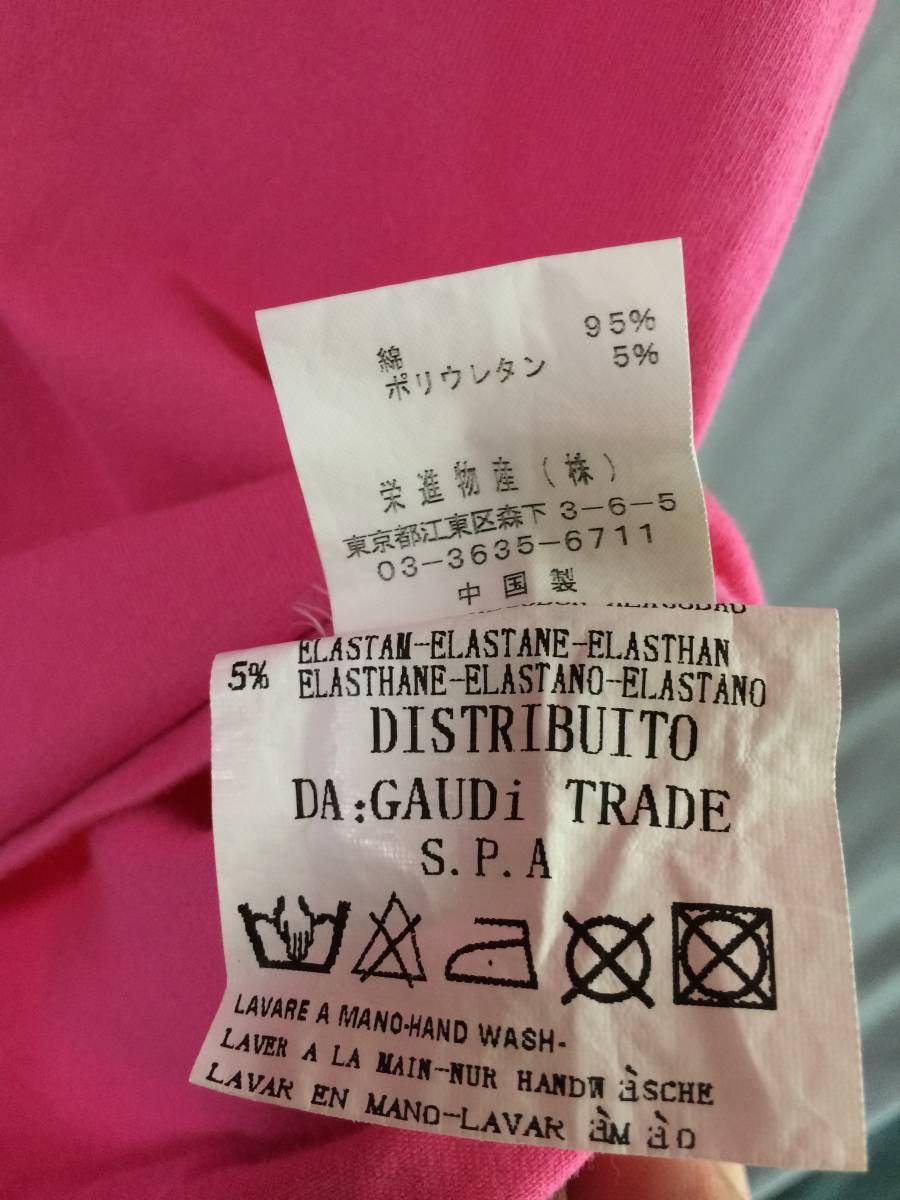 綿 95%
ポリウレタン 5%
栄進物産(株)
東京都江東区森下3-6-5
03-3635-6711
中国製
5% ELASTAM-ELASTANE-ELASTHAN
ELASTHANE-ELASTANO-ELASTANO
DISTRIBUITO
DA:GAUDi TRADE
S.P.A
LAVARE A MANO-HAND WASH-
LAVER A LA MAIN-NUR HANDW àSCHE
LAVAR EN MANO-LAVAR àM ào